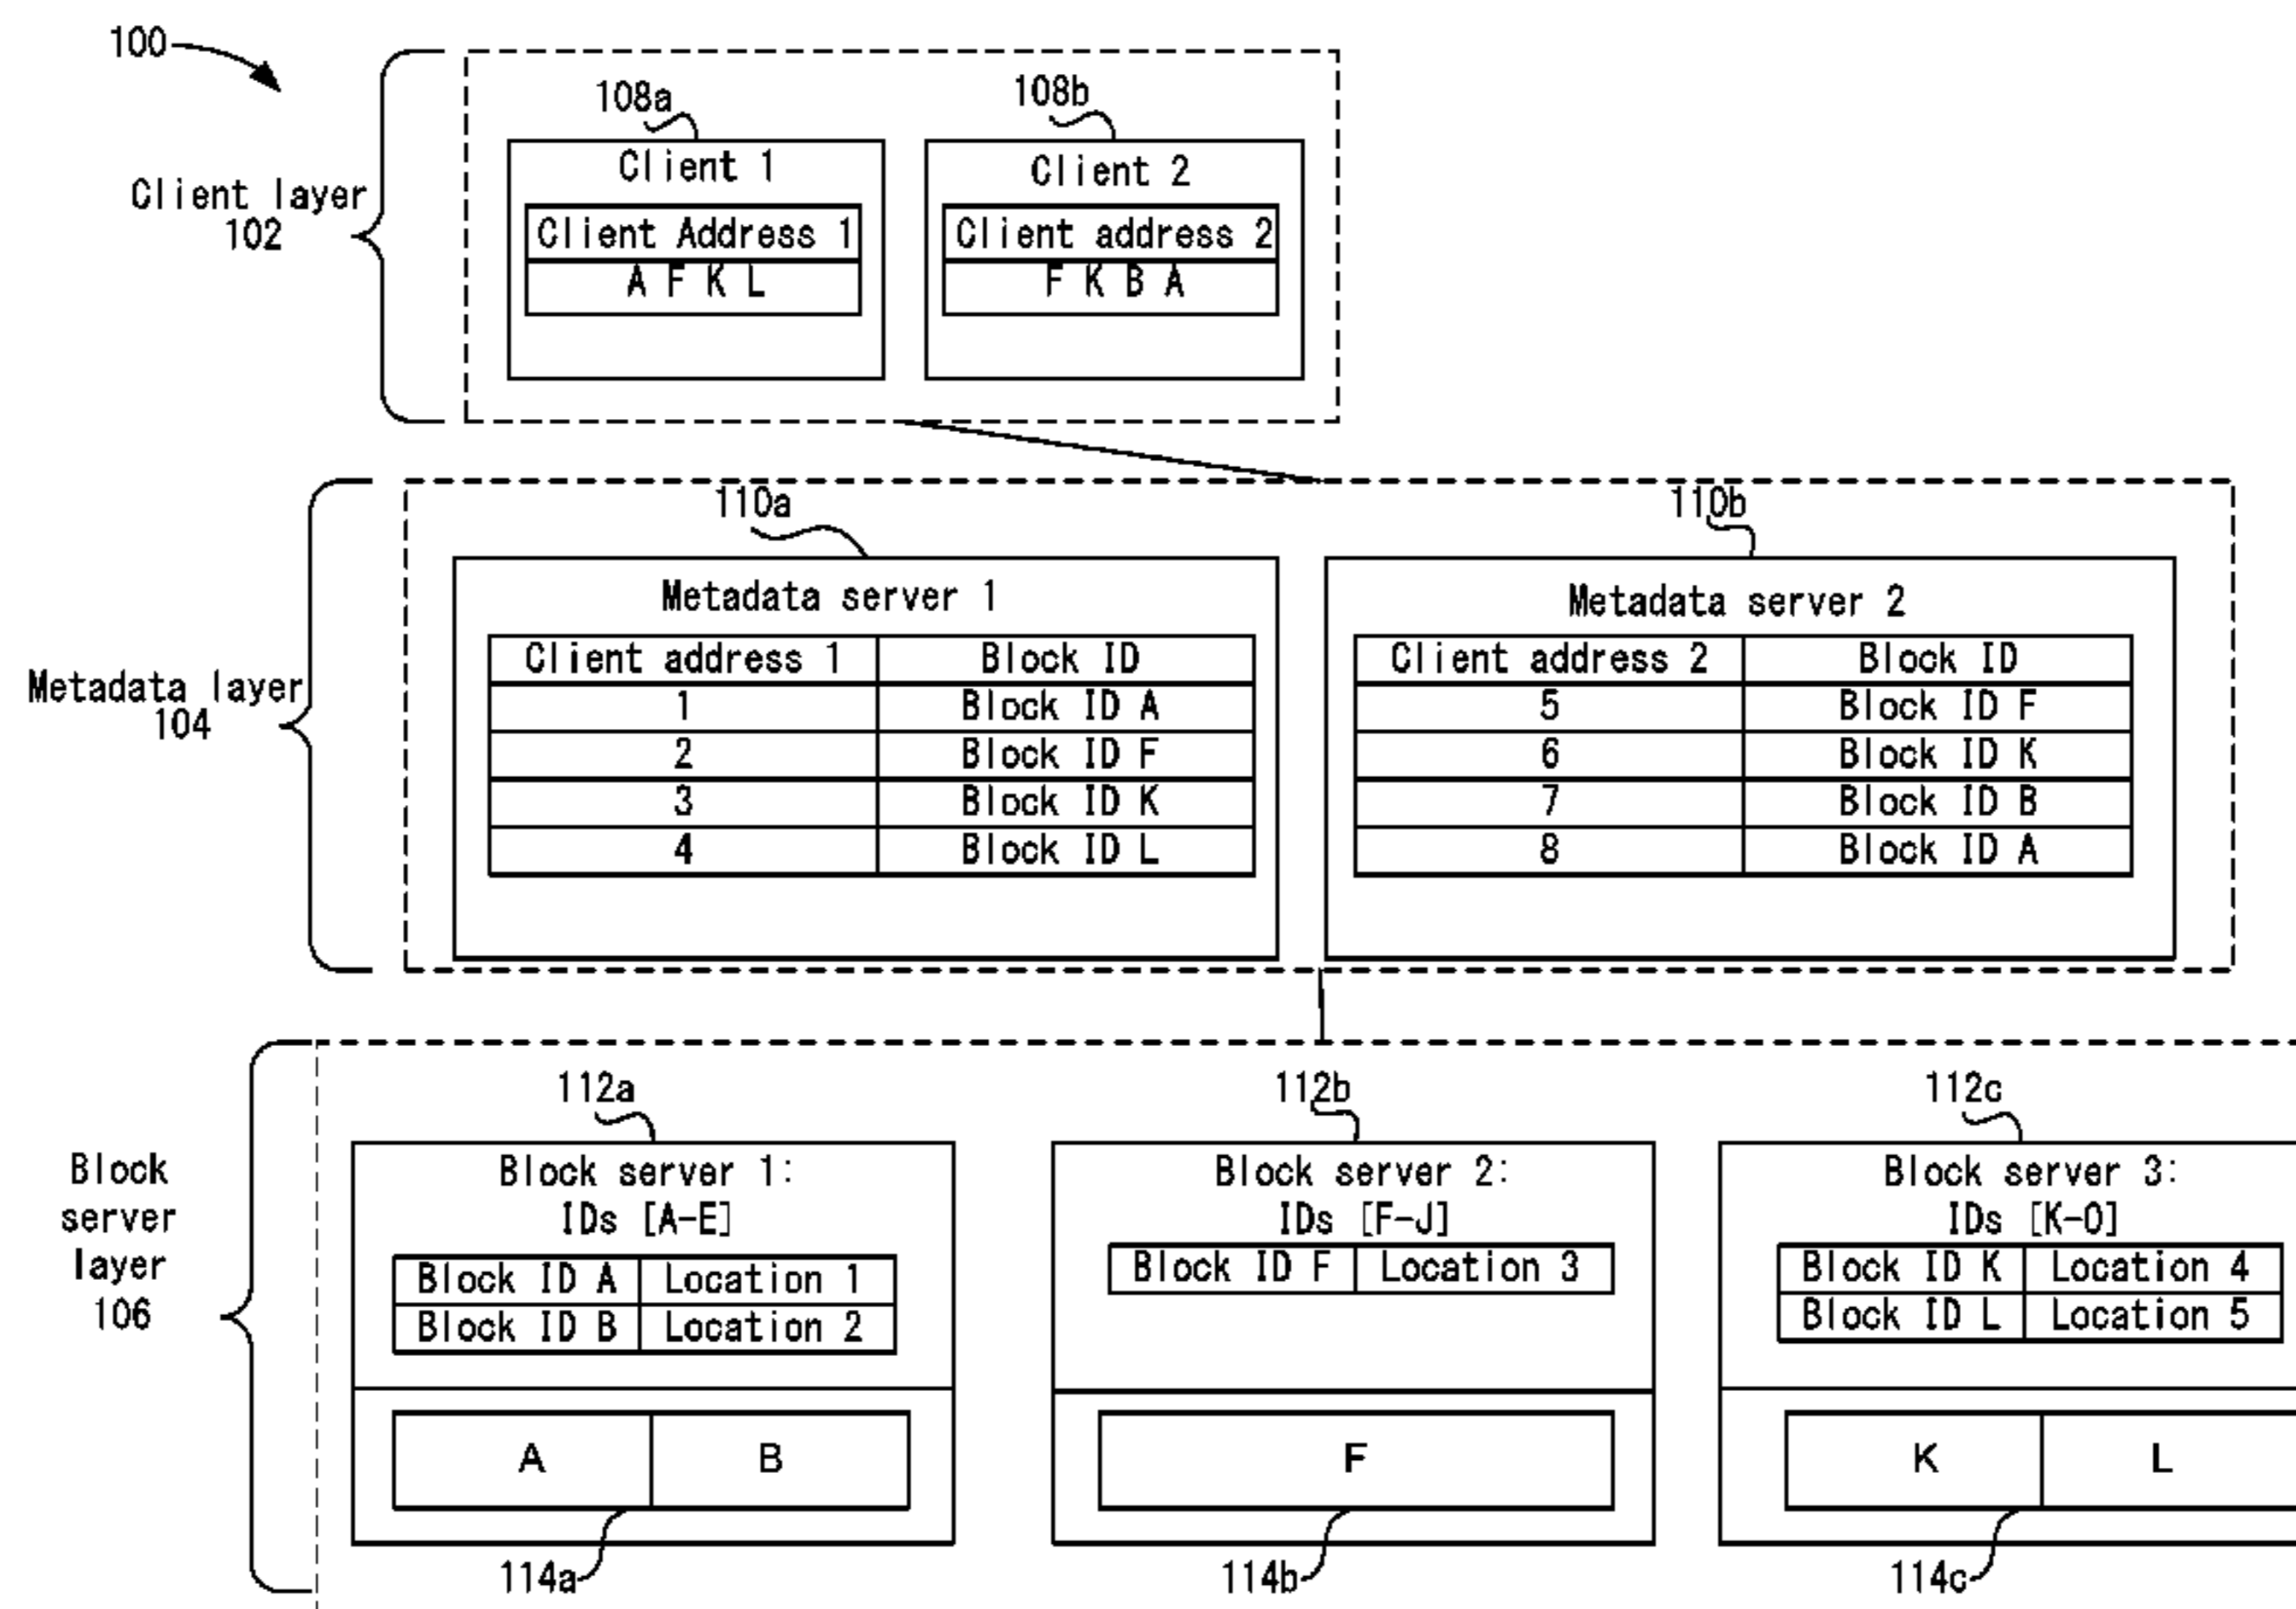 100
108a
108b
Client 1
Client 2
Client layer
102
Client Address 1
A F K L
Client address 2
F K B A
110a
110b
Metadata layer
104
Metadata server 1
Client address 1 Block ID
1 Block ID A
2 Block ID F
3 Block ID K
4 Block ID L
Metadata server 2
Client address 2 Block ID
5 Block ID F
6 Block ID K
7 Block ID B
8 Block ID A
Block
server
layer
106
112a
Block server 1:
IDs [A-E]
Block ID A Location 1
Block ID B Location 2
A B
114a
112b
Block server 2:
IDs [F-J]
Block ID F Location 3
F
114b
112c
Block server 3:
IDs [K-O]
Block ID K Location 4
Block ID L Location 5
K L
114c